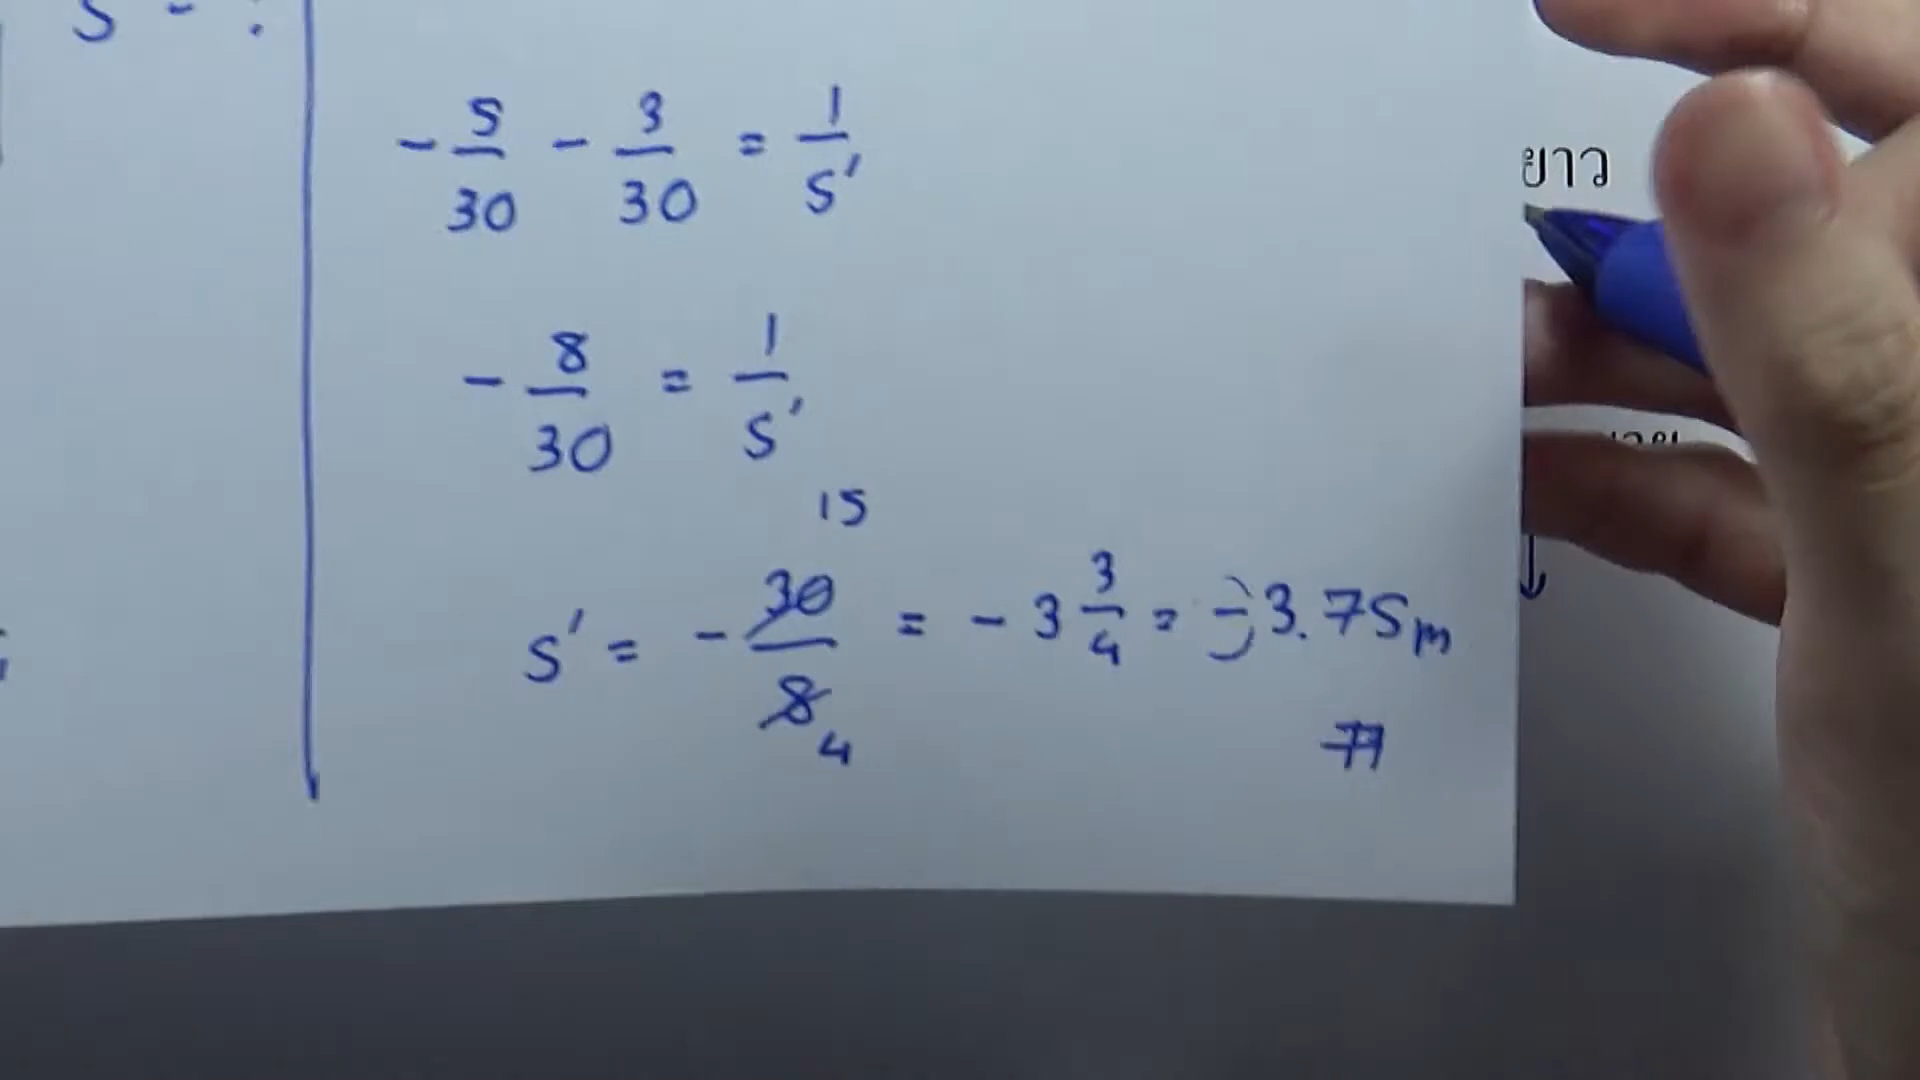 S - :
- 5/30 - 3/30 = 1/S'
ยาว
- 8/30 = 1/S'
15
S' = - 30/8 = - 3 3/4 = - 3.75 m
4